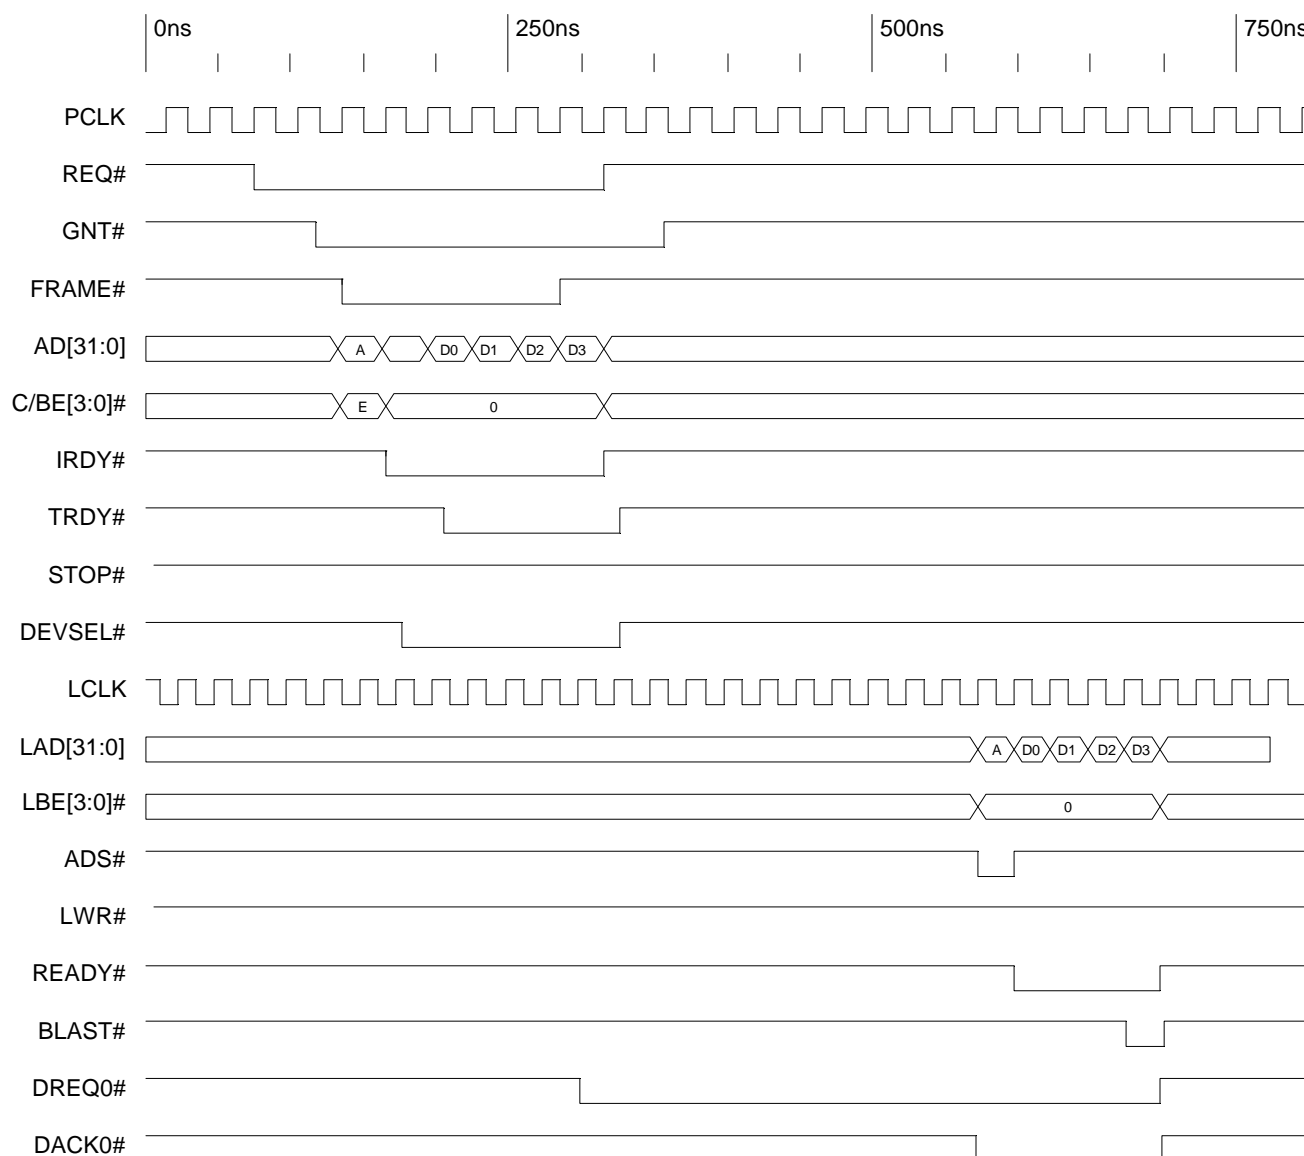 0ns 250ns 500ns 750ns
PCLK
REQ#
GNT#
FRAME#
AD[31:0] A D0 D1 D2 D3
C/BE[3:0]# E 0
IRDY#
TRDY#
STOP#
DEVSEL#
LCLK
LAD[31:0] A D0 D1 D2 D3
LBE[3:0]# 0
ADS#
LWR#
READY#
BLAST#
DREQ0#
DACK0#